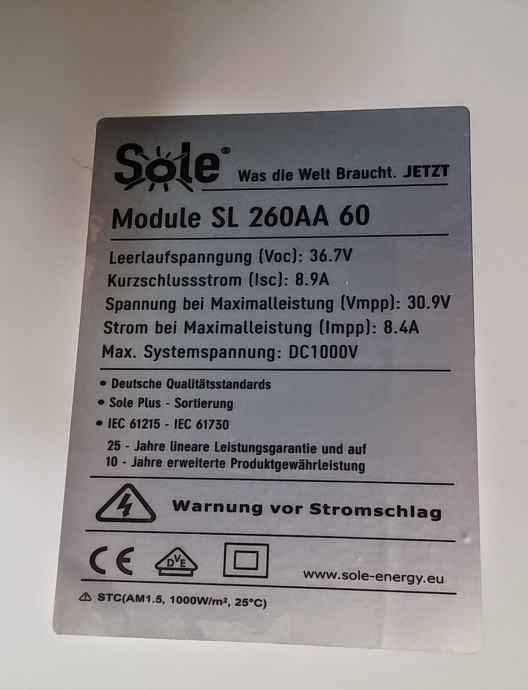 Sole® Was die Welt Braucht. JETZT
Module SL 260AA 60
Leerlaufspanngung (Voc): 36.7V
Kurzschlussstrom (Isc): 8.9A
Spannung bei Maximalleistung (Vmpp): 30.9V
Strom bei Maximalleistung (Impp): 8.4A
Max. Systemspannung: DC1000V
• Deutsche Qualitätsstandards
• Sole Plus - Sortierung
• IEC 61215 - IEC 61730
25 - Jahre lineare Leistungsgarantie und auf
10 - Jahre erweiterte Produktgewährleistung
Warnung vor Stromschlag
CE DVE www.sole-energy.eu
⚠ STC(AM1.5, 1000W/m², 25°C)